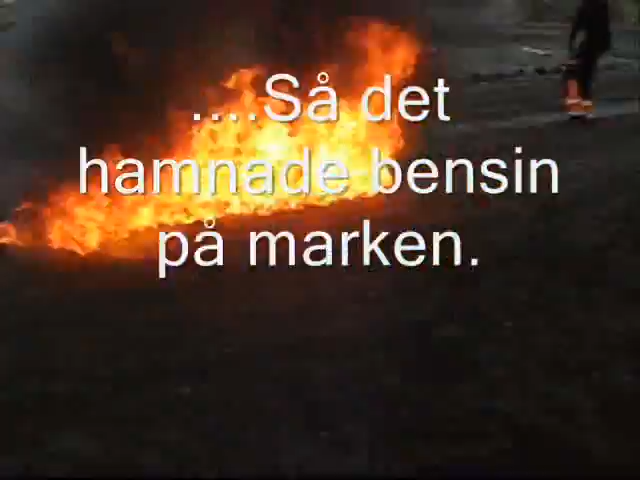 ....Så det
hamnade bensin
på marken.